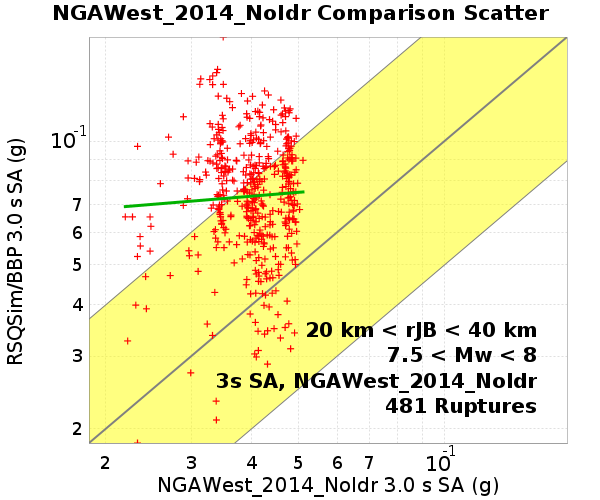 NGAWest_2014_NoIdr Comparison Scatter
RSQSim/BBP 3.0 s SA (g)
10⁻¹
7
6
5
4
3
2
20 km < rJB < 40 km
7.5 < Mw < 8
3s SA, NGAWest_2014_NoIdr
481 Ruptures
2 3 4 5 6 7 10⁻¹
NGAWest_2014_NoIdr 3.0 s SA (g)